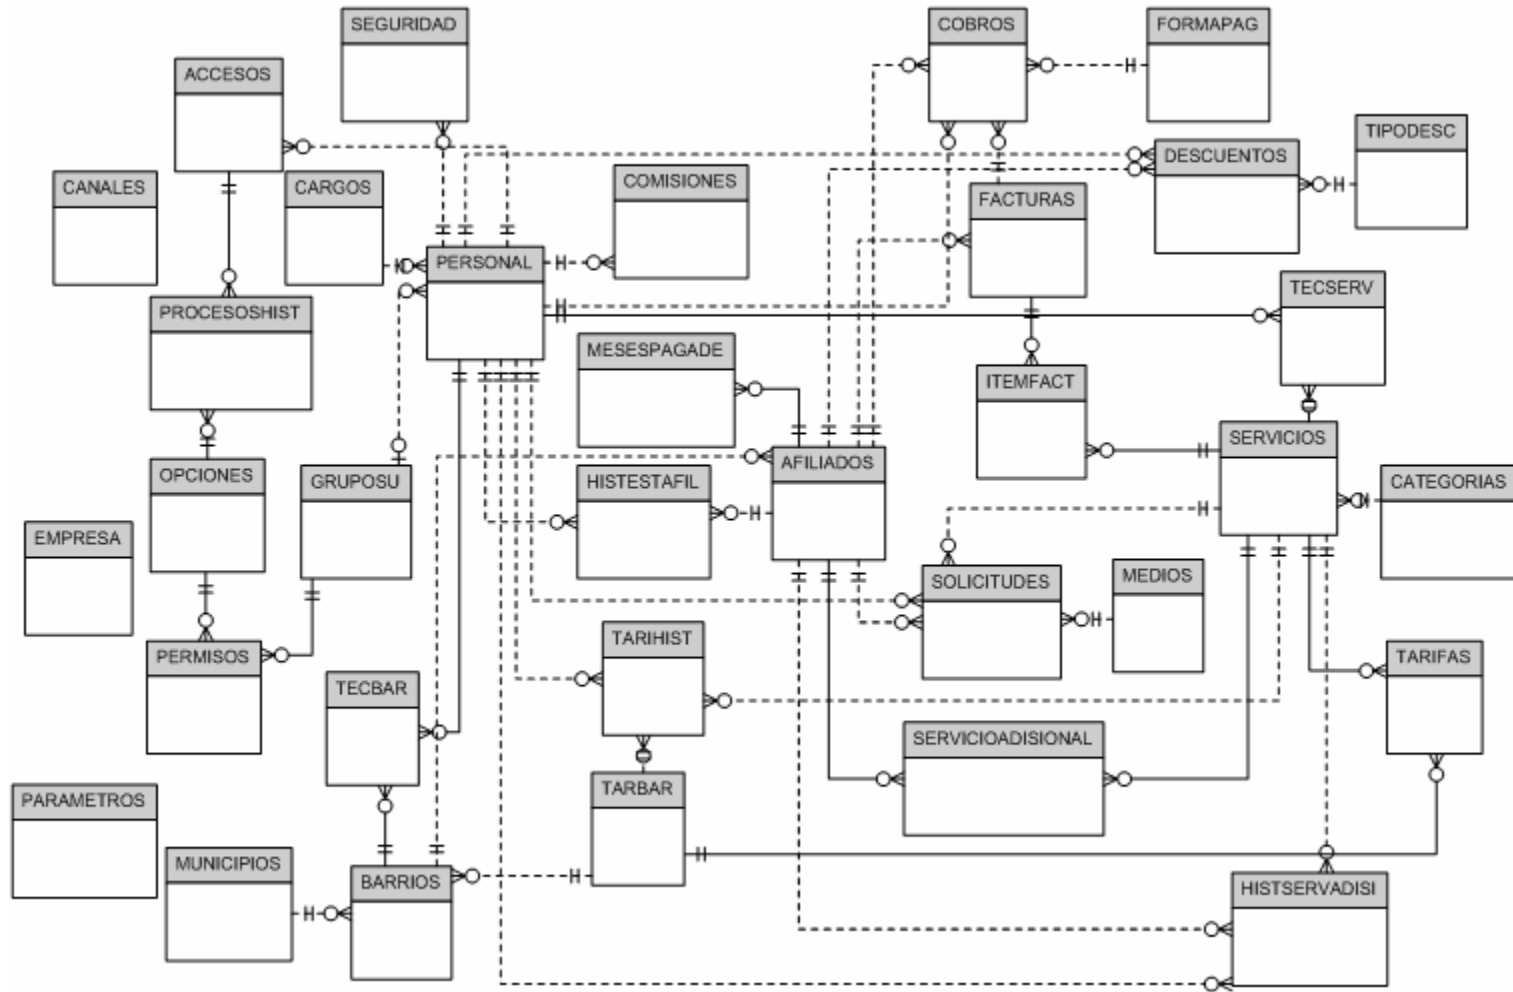 SEGURIDAD
COBROS
FORMAPAG
ACCESOS
TIPODESC
DESCUENTOS
CANALES
CARGOS
COMISIONES
FACTURAS
PERSONAL
TECSERV
PROCESOSHIST
MESESPAGADE
ITEMFACT
SERVICIOS
AFILIADOS
OPCIONES
GRUPOSU
HISTESTAFIL
CATEGORIAS
EMPRESA
SOLICITUDES
MEDIOS
TARIHIST
PERMISOS
TARIFAS
TECBAR
SERVICIOADISIONAL
TARBAR
PARAMETROS
MUNICIPIOS
BARRIOS
HISTSERVADISI